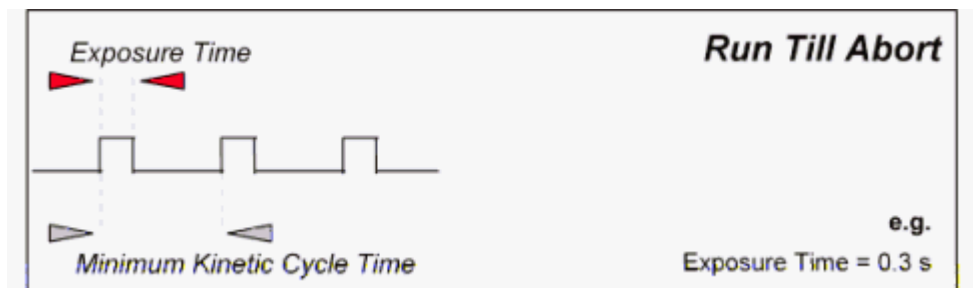 Exposure Time
Run Till Abort
e.g.
Minimum Kinetic Cycle Time
Exposure Time = 0.3 s